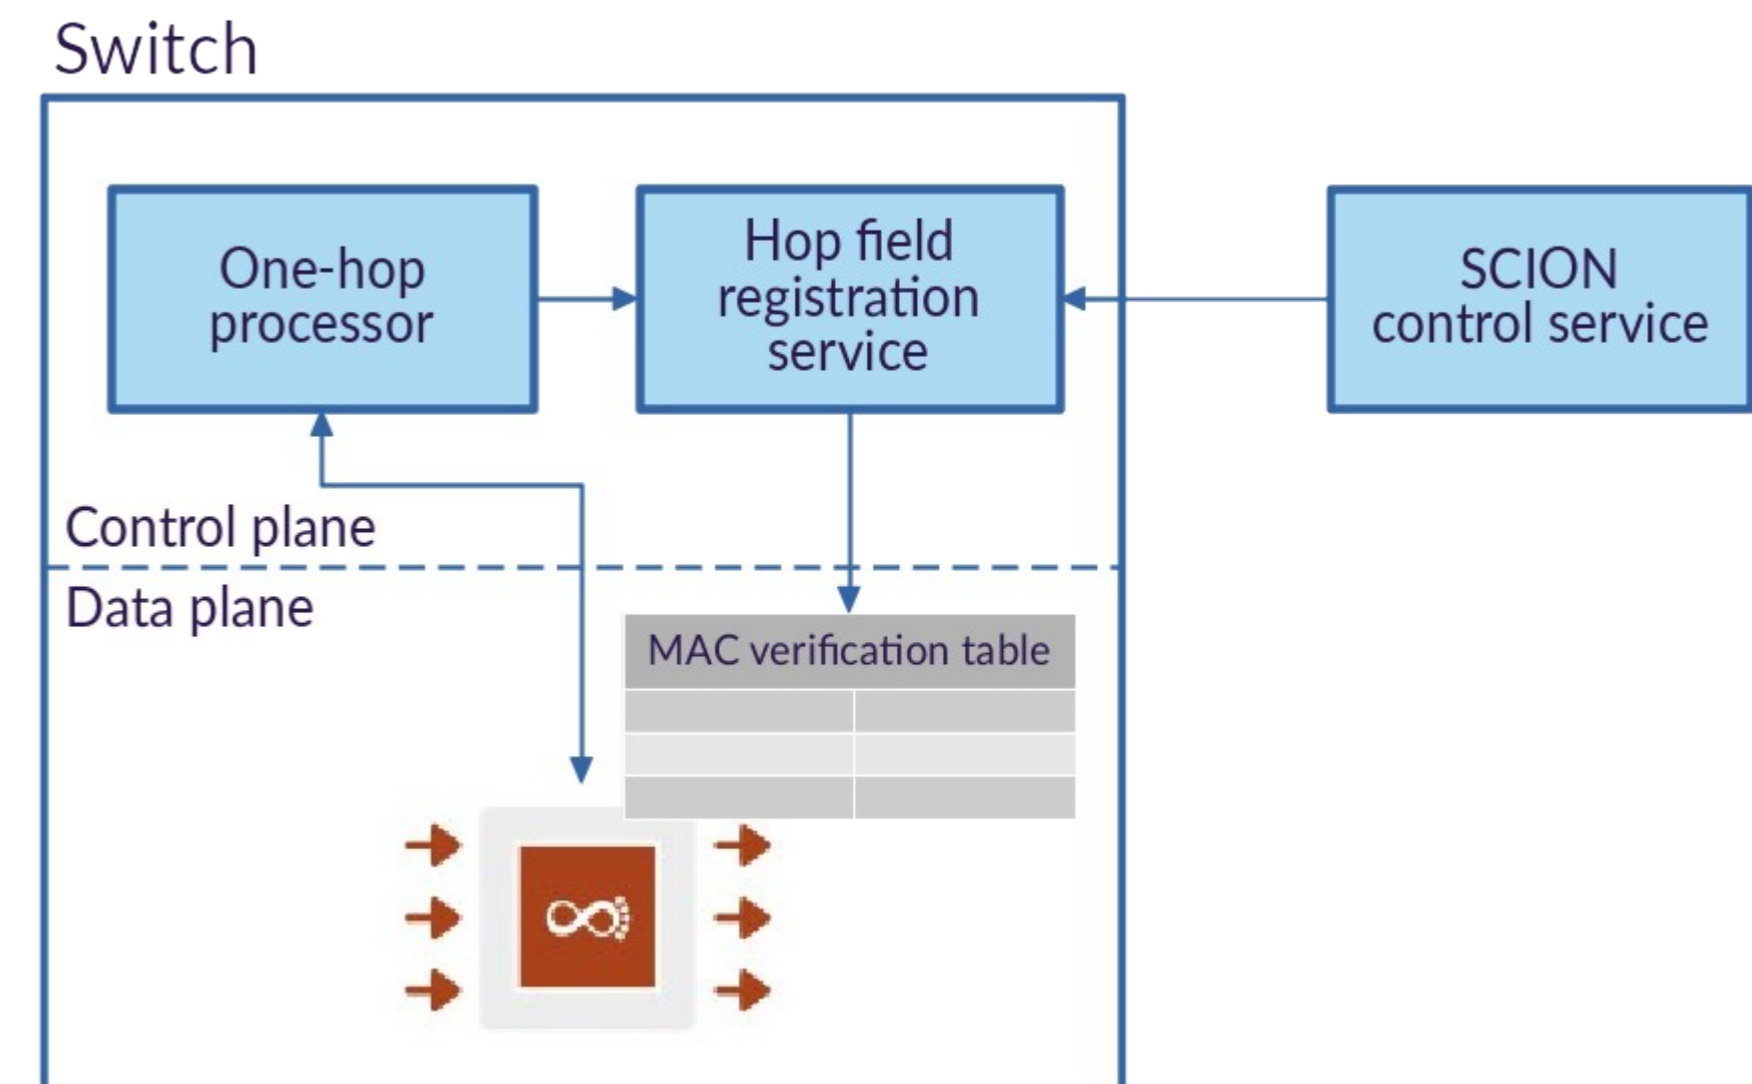 Switch
One-hop
processor
Hop field
registration
service
SCION
control service
Control plane
Data plane
MAC verification table